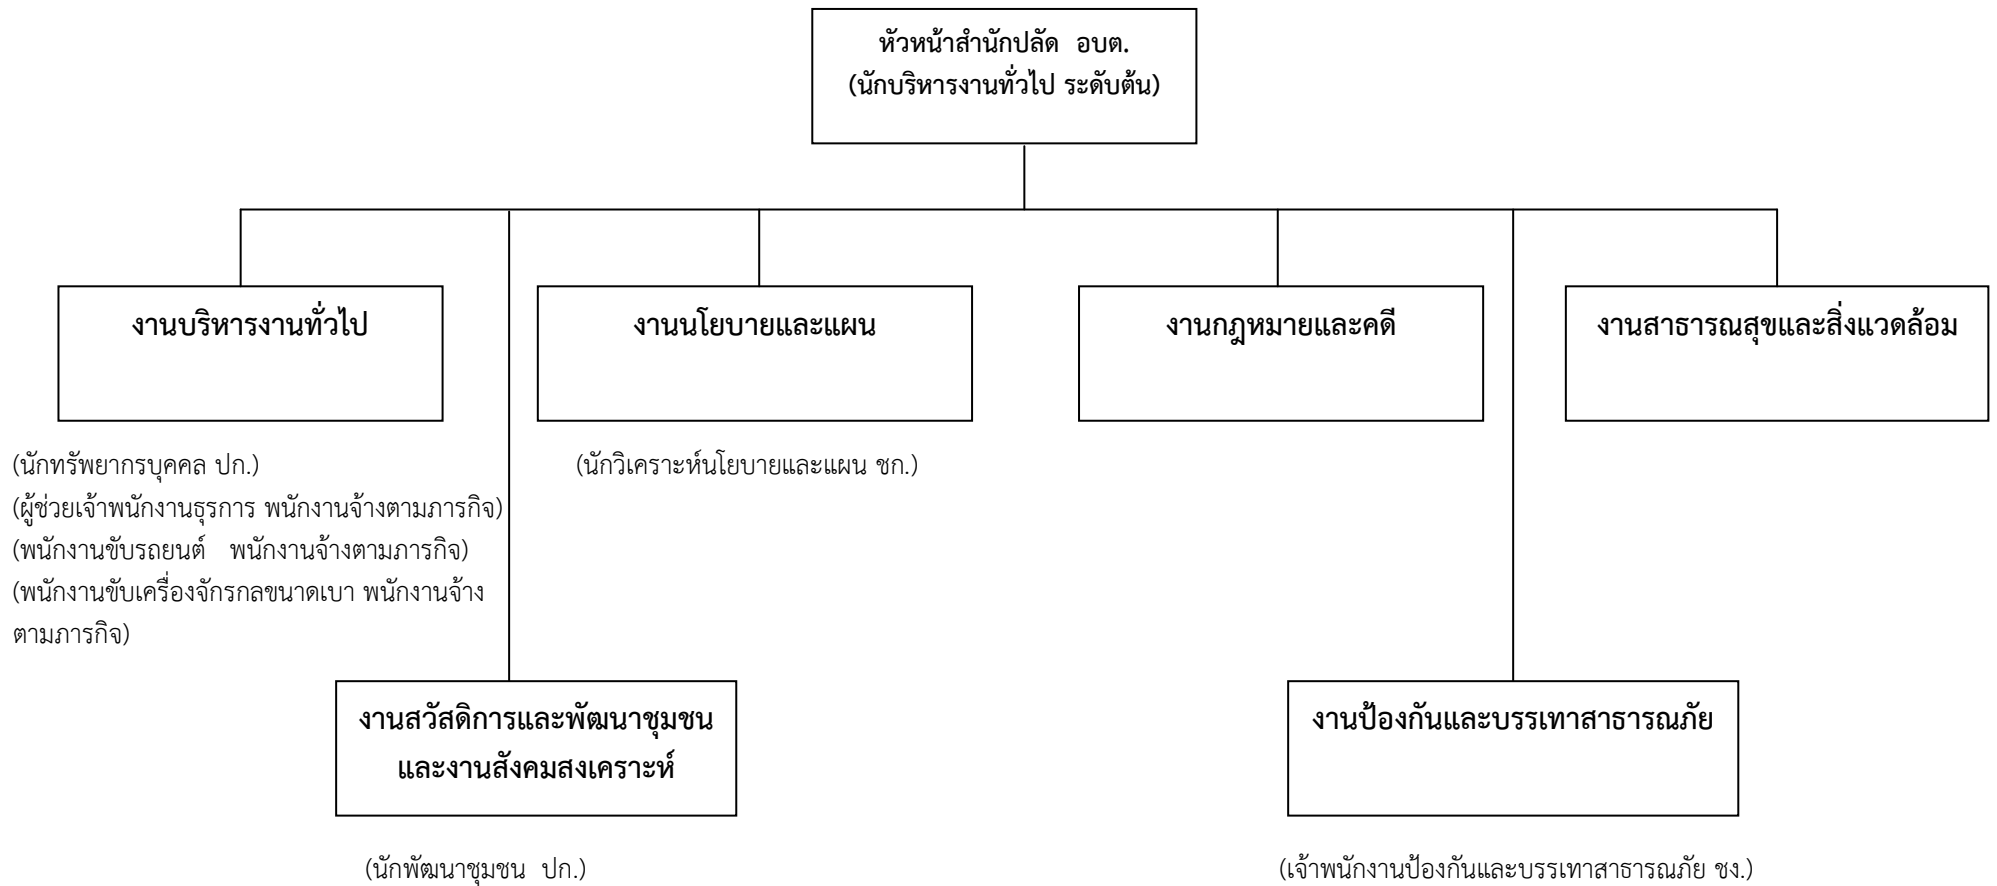 หัวหน้าสำนักปลัด อบต.
(นักบริหารงานทั่วไป ระดับต้น)
งานบริหารงานทั่วไป
งานนโยบายและแผน
งานกฎหมายและคดี
งานสาธารณสุขและสิ่งแวดล้อม
(นักทรัพยากรบุคคล ปก.)
(ผู้ช่วยเจ้าพนักงานธุรการ พนักงานจ้างตามภารกิจ)
(พนักงานขับรถยนต์ พนักงานจ้างตามภารกิจ)
(พนักงานขับเครื่องจักรกลขนาดเบา พนักงานจ้าง
ตามภารกิจ)
(นักวิเคราะห์นโยบายและแผน ชก.)
งานสวัสดิการและพัฒนาชุมชน
และงานสังคมสงเคราะห์
งานป้องกันและบรรเทาสาธารณภัย
(นักพัฒนาชุมชน ปก.)
(เจ้าพนักงานป้องกันและบรรเทาสาธารณภัย ชง.)